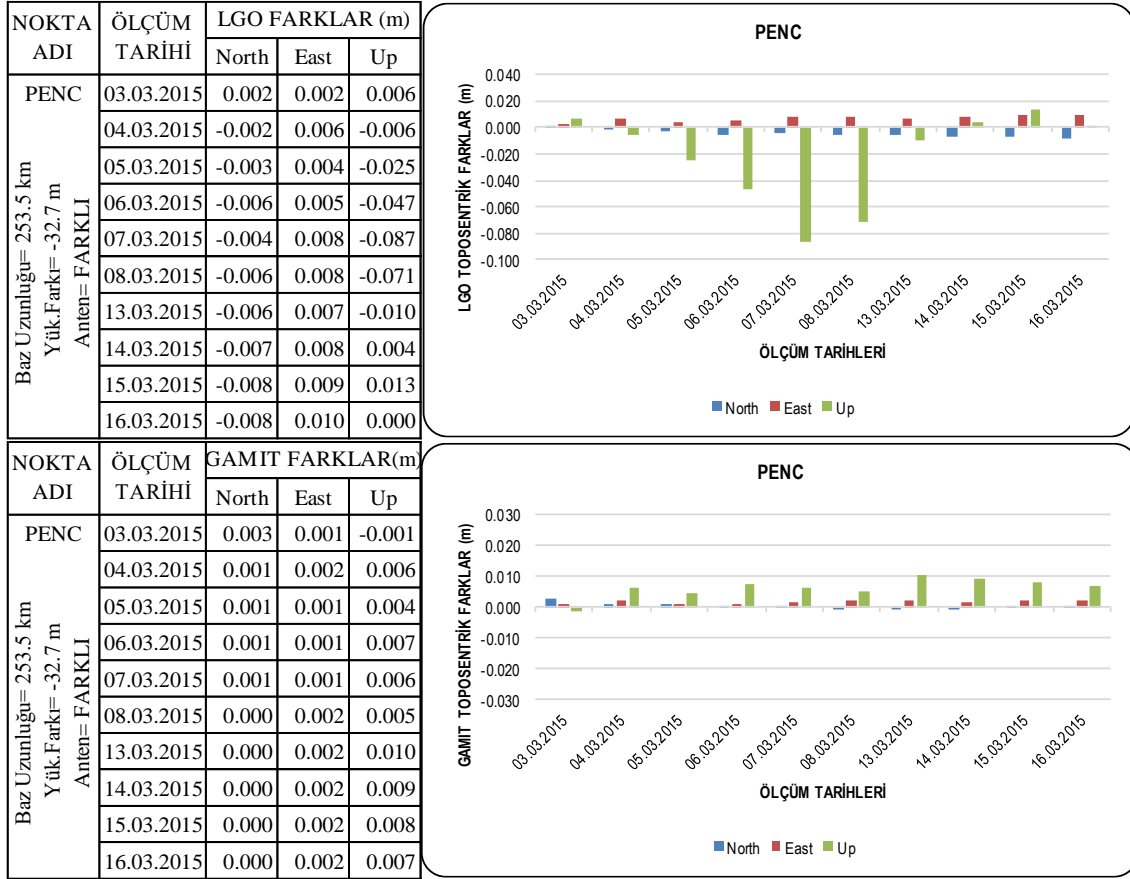 NOKTA ADI ÖLÇÜM TARİHİ LGO FARKLAR (m)
North East Up
PENC 03.03.2015 0.002 0.002 0.006
04.03.2015 -0.002 0.006 -0.006
05.03.2015 -0.003 0.004 -0.025
06.03.2015 -0.006 0.005 -0.047
07.03.2015 -0.004 0.008 -0.087
08.03.2015 -0.006 0.008 -0.071
13.03.2015 -0.006 0.007 -0.010
14.03.2015 -0.007 0.008 0.004
15.03.2015 -0.008 0.009 0.013
16.03.2015 -0.008 0.010 0.000
Baz Uzunluğu= 253.5 km
Yük.Farkı= -32.7 m
Anten= FARKLI
PENC
LGO TOPOSENTRİK FARKLAR (m)
0.040
0.020
0.000
-0.020
-0.040
-0.060
-0.080
-0.100
03.03.2015 04.03.2015 05.03.2015 06.03.2015 07.03.2015 08.03.2015 13.03.2015 14.03.2015 15.03.2015 16.03.2015
ÖLÇÜM TARİHLERİ
North East Up
NOKTA ADI ÖLÇÜM TARİHİ GAMIT FARKLAR(m)
North East Up
PENC 03.03.2015 0.003 0.001 -0.001
04.03.2015 0.001 0.002 0.006
05.03.2015 0.001 0.001 0.004
06.03.2015 0.001 0.001 0.007
07.03.2015 0.001 0.001 0.006
08.03.2015 0.000 0.002 0.005
13.03.2015 0.000 0.002 0.010
14.03.2015 0.000 0.002 0.009
15.03.2015 0.000 0.002 0.008
16.03.2015 0.000 0.002 0.007
Baz Uzunluğu= 253.5 km
Yük.Farkı= -32.7 m
Anten= FARKLI
PENC
GAMIT TOPOSENTRİK FARKLAR (m)
0.030
0.020
0.010
0.000
-0.010
-0.020
-0.030
03.03.2015 04.03.2015 05.03.2015 06.03.2015 07.03.2015 08.03.2015 13.03.2015 14.03.2015 15.03.2015 16.03.2015
ÖLÇÜM TARİHLERİ
North East Up